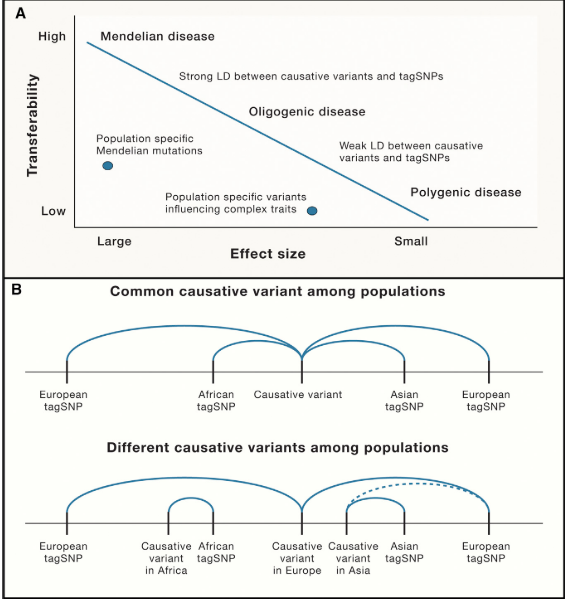 A
High
Mendelian disease
Strong LD between causative variants and tagSNPs
Oligogenic disease
Population specific
Mendelian mutations
Weak LD between causative
variants and tagSNPs
Population specific variants
influencing complex traits
Polygenic disease
Low
Transferability
Large
Small
Effect size
B
Common causative variant among populations
European
tagSNP
African
tagSNP
Causative variant
Asian
tagSNP
European
tagSNP
Different causative variants among populations
European
tagSNP
Causative
variant
in Africa
African
tagSNP
Causative
variant
in Europe
Causative
variant
in Asia
Asian
tagSNP
European
tagSNP